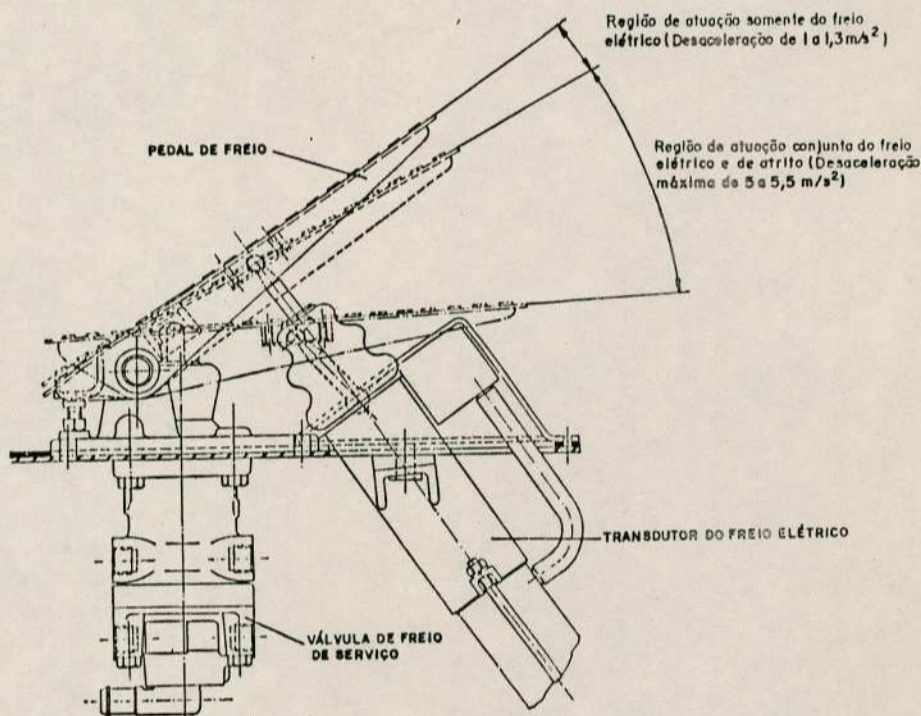 Região de atuação somente do freio
elétrico (Desaceleração de 1 a 1,3 m/s²)
PEDAL DE FREIO
Região de atuação conjunta do freio
elétrico e de atrito (Desaceleração
máxima de 5 a 5,5 m/s²)
TRANSDUTOR DO FREIO ELÉTRICO
VÁLVULA DE FREIO
DE SERVIÇO